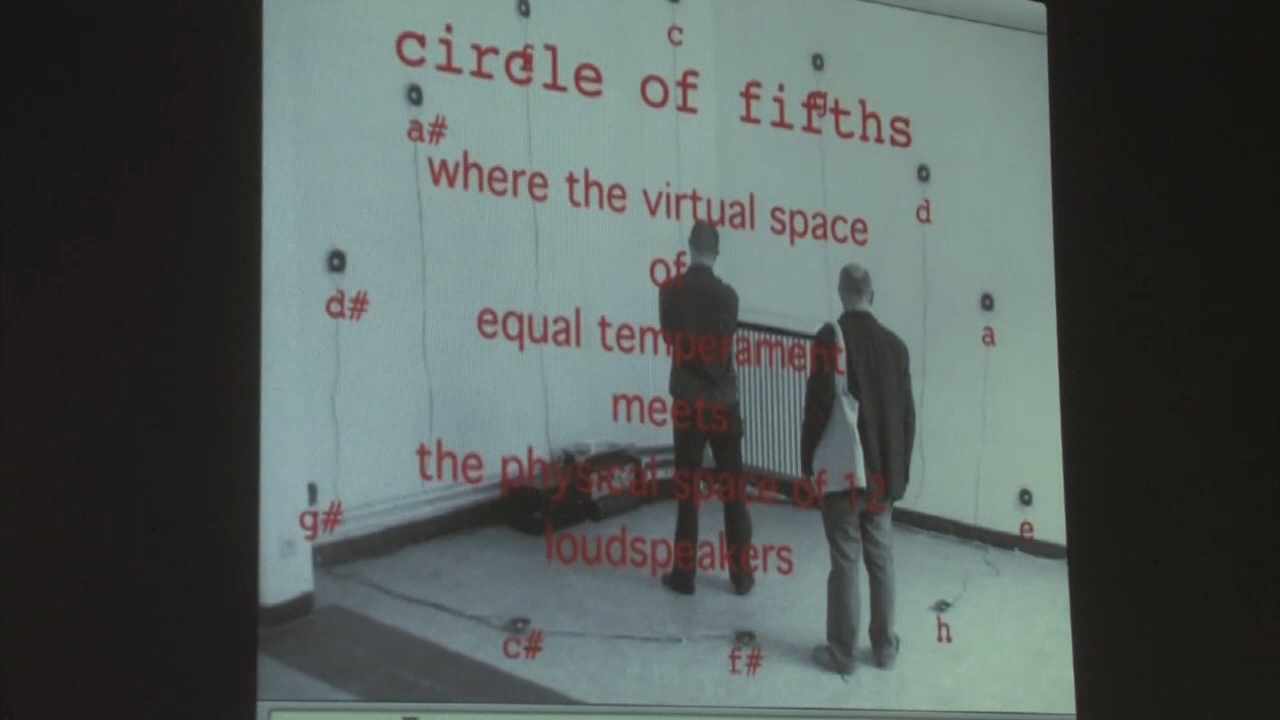 c
circle of fifths
f
g
a#
where the virtual space
d
of
d#
equal temperament
a
meets
the physical space of 12
g#
e
loudspeakers
c#
f#
h